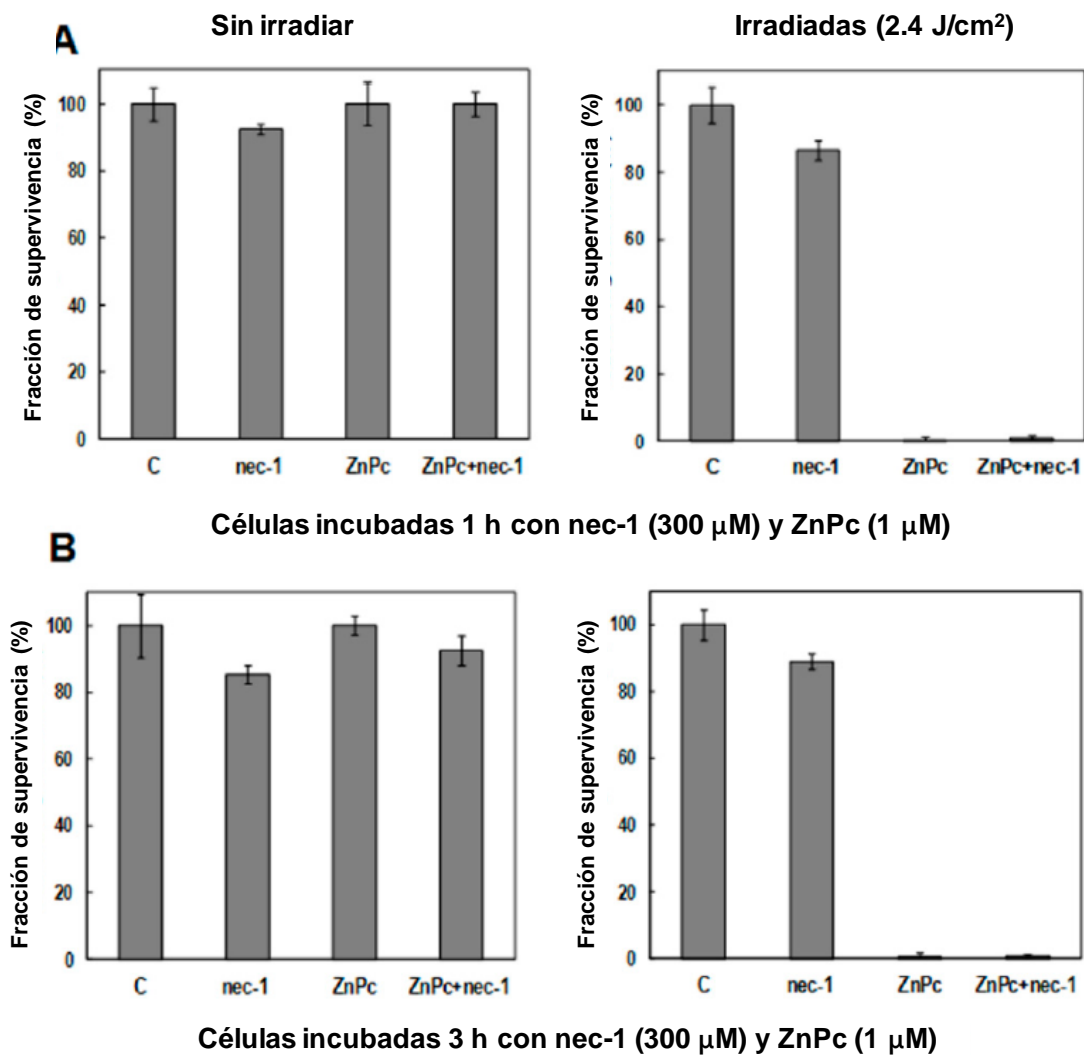 Sin irradiar
Irradiadas (2.4 J/cm²)
A
Fracción de supervivencia (%)
100
80
60
40
20
0
C nec-1 ZnPc ZnPc+nec-1
Fracción de supervivencia (%)
100
80
60
40
20
0
C nec-1 ZnPc ZnPc+nec-1
Células incubadas 1 h con nec-1 (300 μM) y ZnPc (1 μM)
B
Fracción de supervivencia (%)
100
80
60
40
20
0
C nec-1 ZnPc ZnPc+nec-1
Fracción de supervivencia (%)
100
80
60
40
20
0
C nec-1 ZnPc ZnPc+nec-1
Células incubadas 3 h con nec-1 (300 μM) y ZnPc (1 μM)